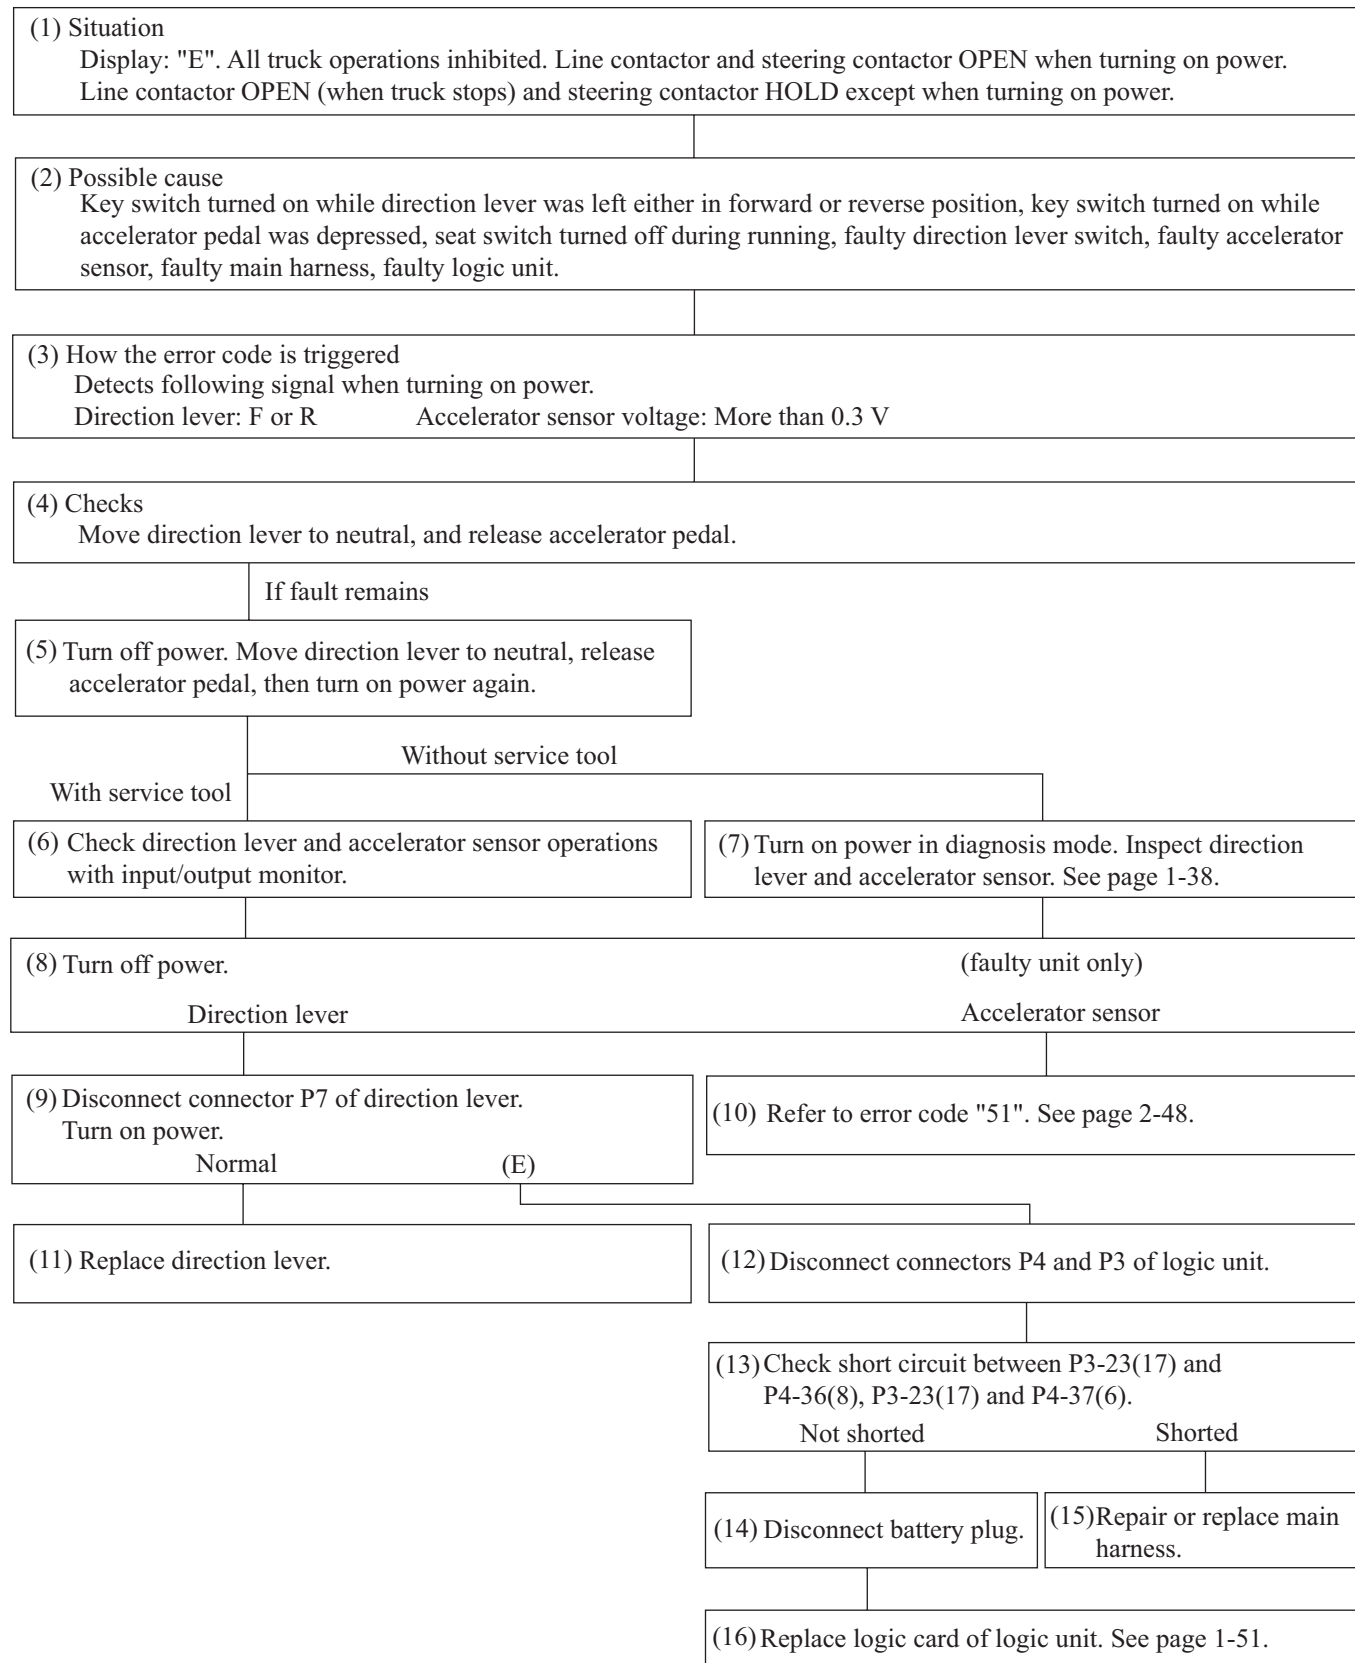 (1) Situation
Display: "E". All truck operations inhibited. Line contactor and steering contactor OPEN when turning on power.
Line contactor OPEN (when truck stops) and steering contactor HOLD except when turning on power.
(2) Possible cause
Key switch turned on while direction lever was left either in forward or reverse position, key switch turned on while
accelerator pedal was depressed, seat switch turned off during running, faulty direction lever switch, faulty accelerator
sensor, faulty main harness, faulty logic unit.
(3) How the error code is triggered
Detects following signal when turning on power.
Direction lever: F or R Accelerator sensor voltage: More than 0.3 V
(4) Checks
Move direction lever to neutral, and release accelerator pedal.
If fault remains
(5) Turn off power. Move direction lever to neutral, release
accelerator pedal, then turn on power again.
Without service tool
With service tool
(6) Check direction lever and accelerator sensor operations
with input/output monitor.
(7) Turn on power in diagnosis mode. Inspect direction
lever and accelerator sensor. See page 1-38.
(8) Turn off power. (faulty unit only)
Direction lever Accelerator sensor
(9) Disconnect connector P7 of direction lever.
Turn on power.
Normal (E)
(10) Refer to error code "51". See page 2-48.
(11) Replace direction lever.
(12) Disconnect connectors P4 and P3 of logic unit.
(13) Check short circuit between P3-23(17) and
P4-36(8), P3-23(17) and P4-37(6).
Not shorted Shorted
(14) Disconnect battery plug.
(15) Repair or replace main
harness.
(16) Replace logic card of logic unit. See page 1-51.